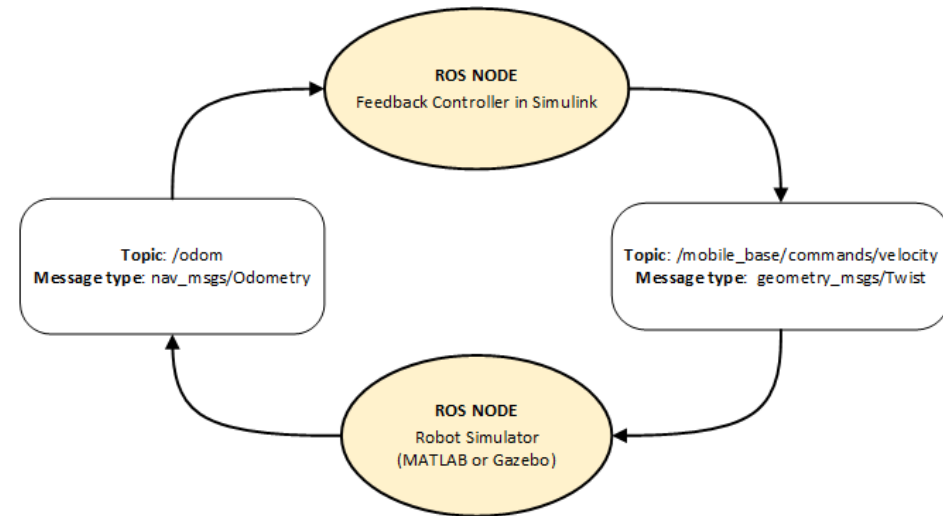 ROS NODE
Feedback Controller in Simulink
Topic: /odom
Message type: nav_msgs/Odometry
Topic: /mobile_base/commands/velocity
Message type: geometry_msgs/Twist
ROS NODE
Robot Simulator
(MATLAB or Gazebo)